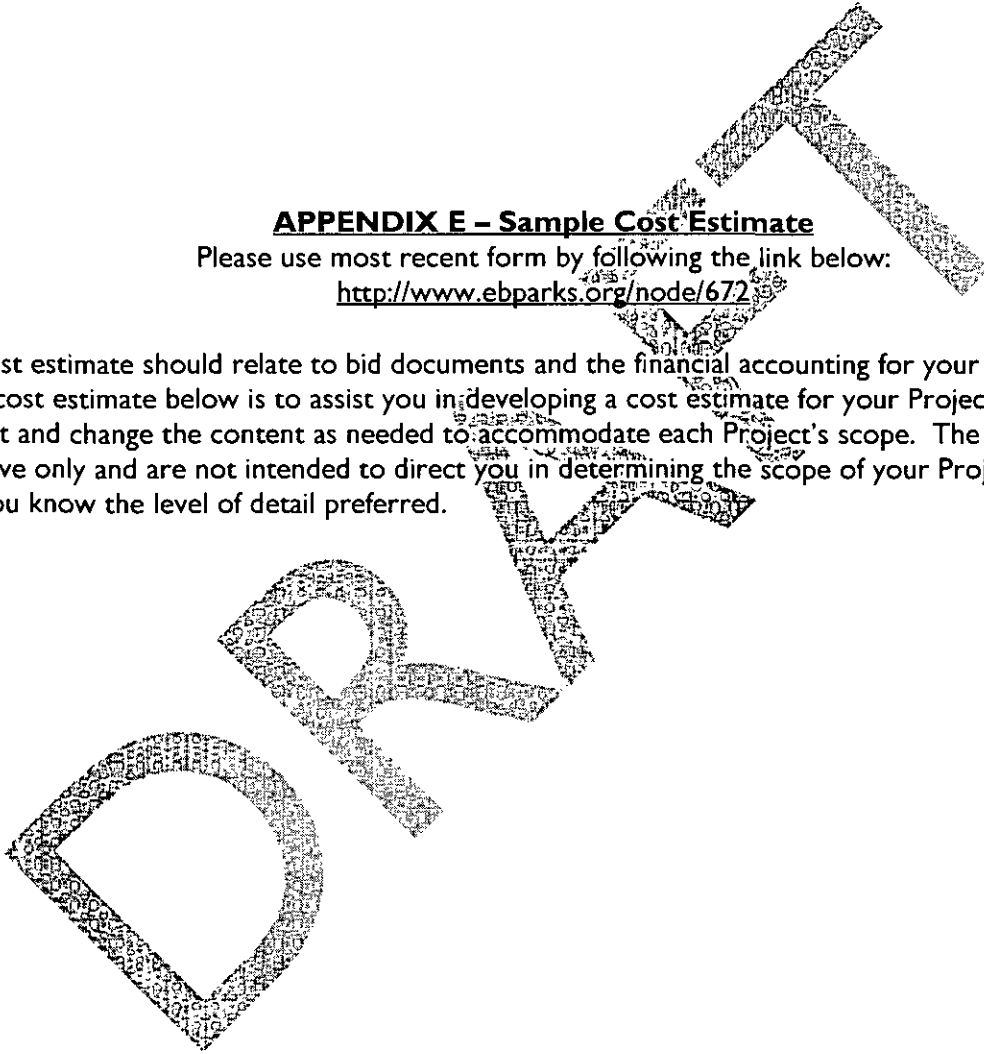 APPENDIX E – Sample Cost Estimate
Please use most recent form by following the link below:
http://www.ebparks.org/node/672
st estimate should relate to bid documents and the financial accounting for your
cost estimate below is to assist you in developing a cost estimate for your Projec
t and change the content as needed to accommodate each Project's scope. The
ve only and are not intended to direct you in determining the scope of your Proj
ou know the level of detail preferred.
DRAFT